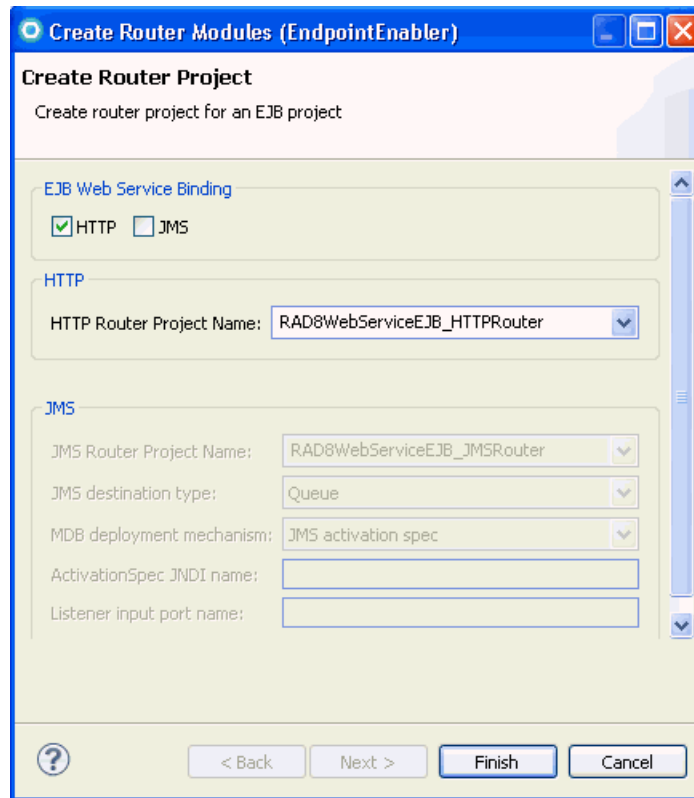 Create Router Modules (EndpointEnabler)
Create Router Project
Create router project for an EJB project
EJB Web Service Binding
HTTP JMS
HTTP
HTTP Router Project Name: RAD8WebServiceEJB_HTTPRouter
JMS
JMS Router Project Name: RAD8WebServiceEJB_JMSRouter
JMS destination type: Queue
MDB deployment mechanism: JMS activation spec
ActivationSpec JNDI name:
Listener input port name:
? < Back Next > Finish Cancel